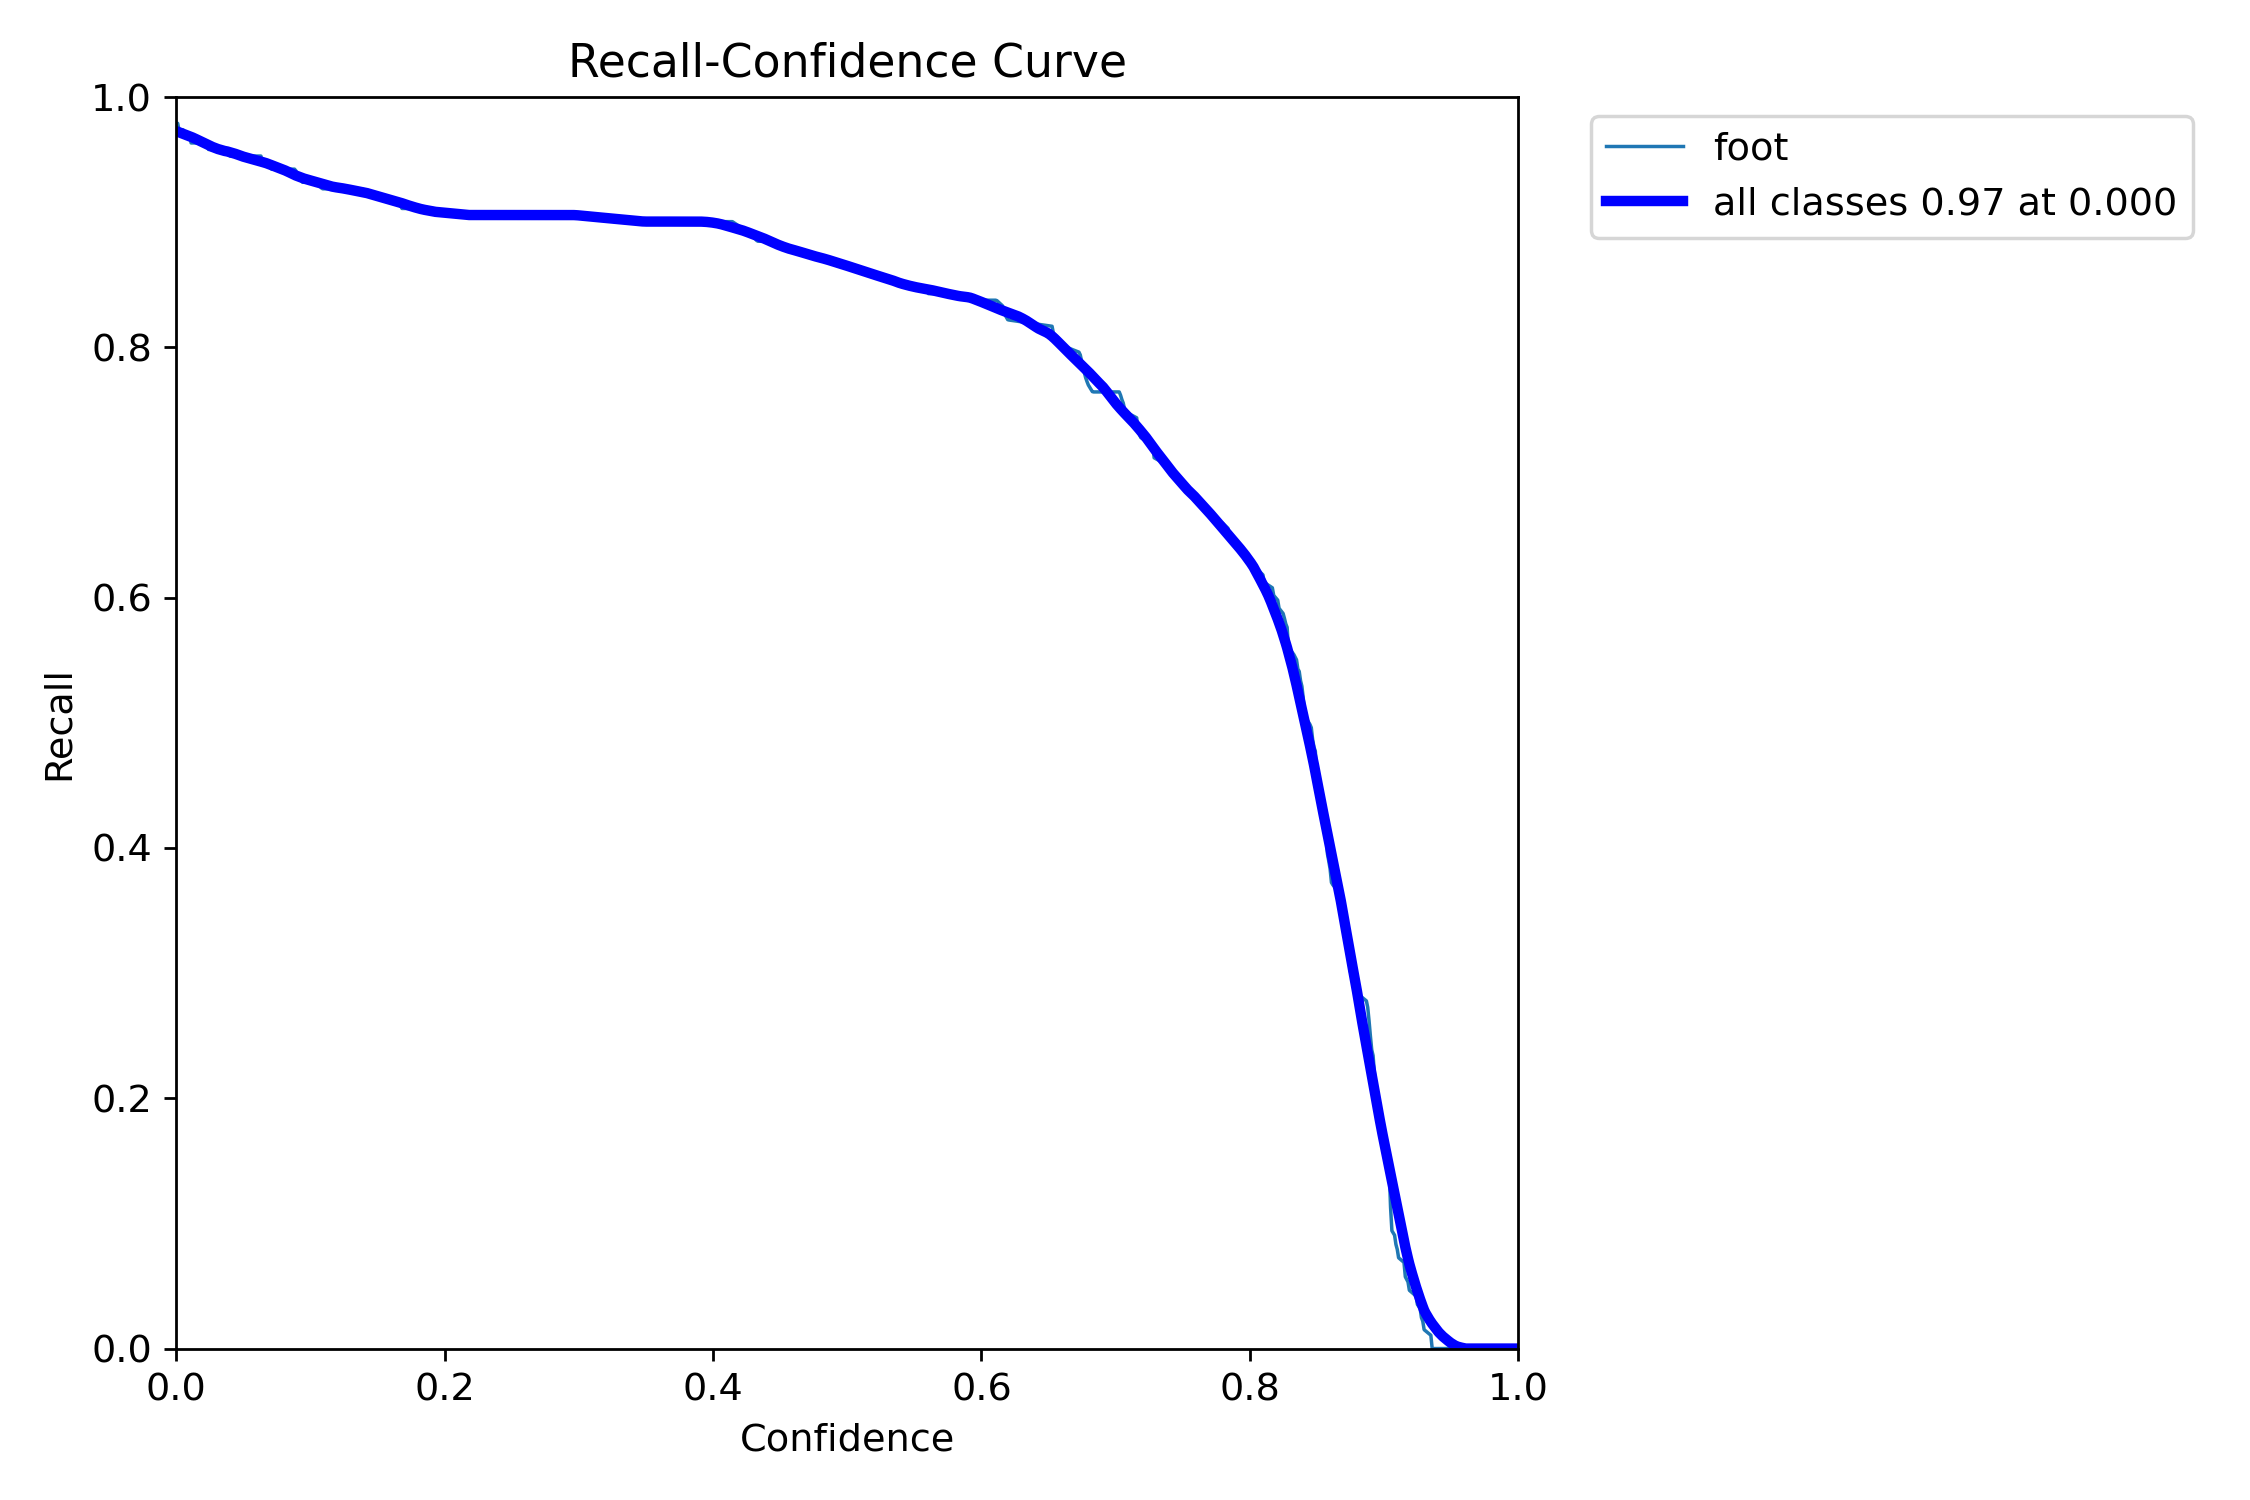 Recall-Confidence Curve
1.0
0.8
0.6
0.4
0.2
0.0
Recall
0.0 0.2 0.4 0.6 0.8 1.0
Confidence
foot
all classes 0.97 at 0.000